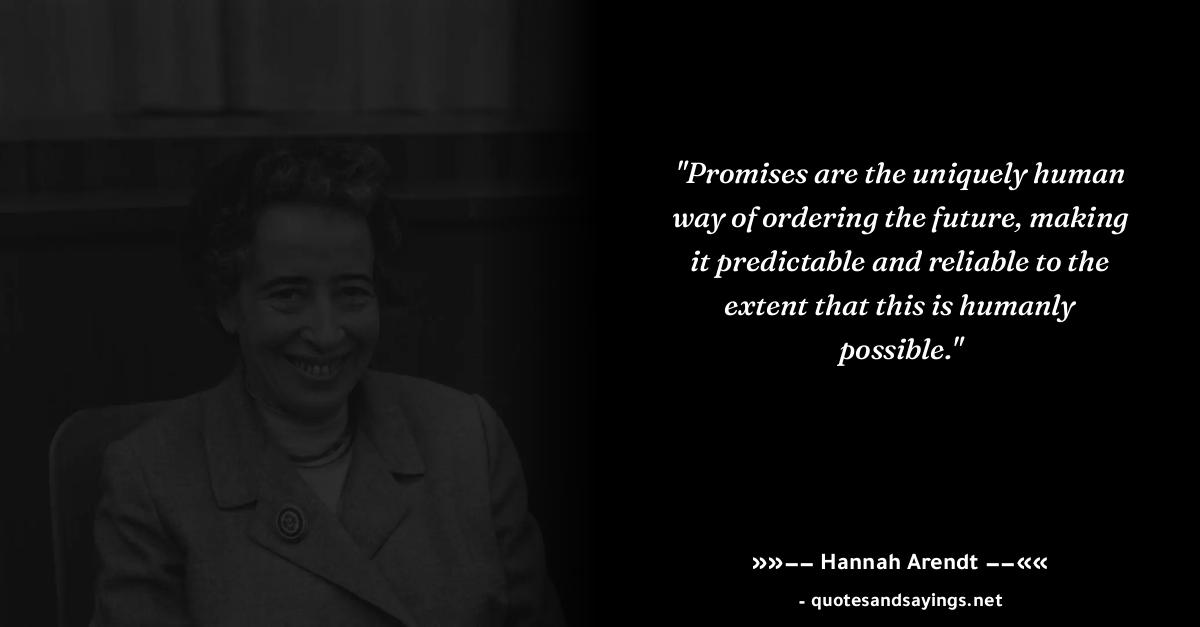 "Promises are the uniquely human
way of ordering the future, making
it predictable and reliable to the
extent that this is humanly
possible."
»»−− Hannah Arendt −−««
- quotesandsayings.net